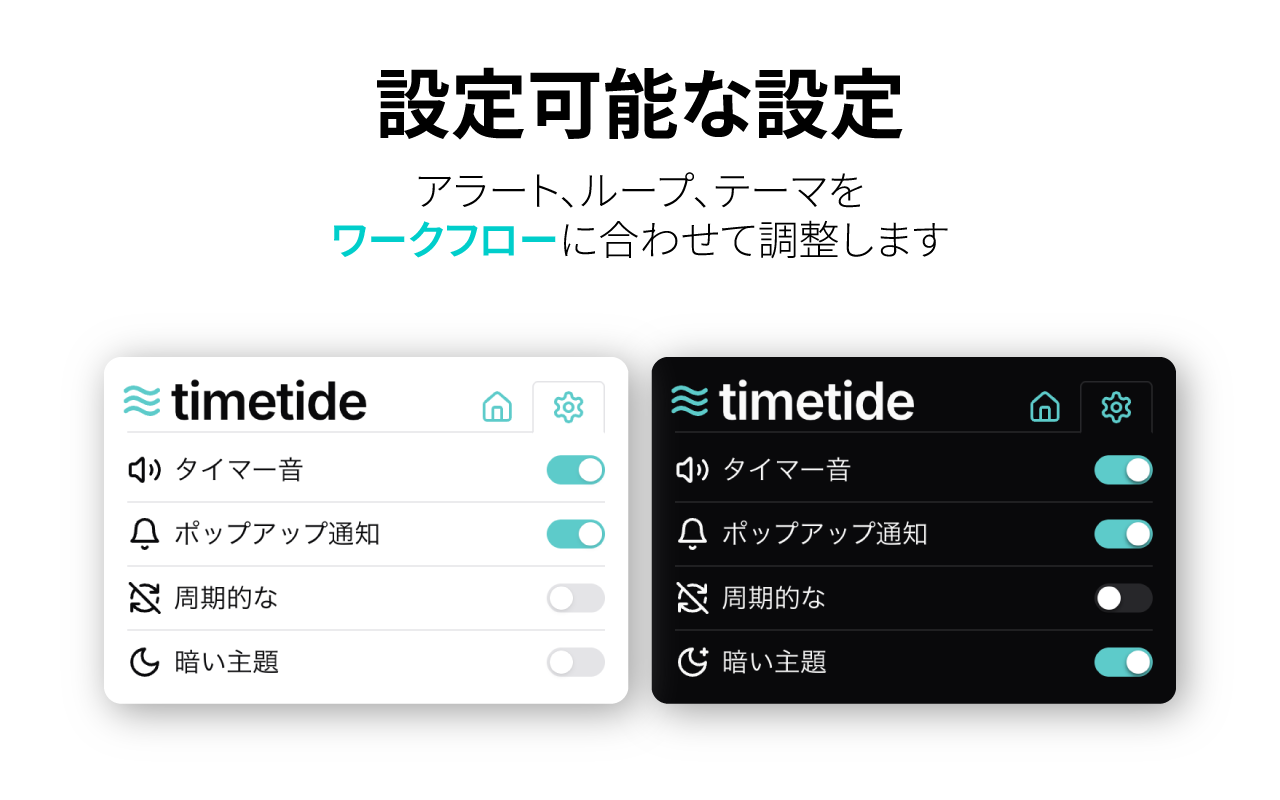 設定可能な設定
アラート、ループ、テーマを
ワークフローに合わせて調整します
timetide
タイマー音
ポップアップ通知
周期的な
暗い主題
timetide
タイマー音
ポップアップ通知
周期的な
暗い主題